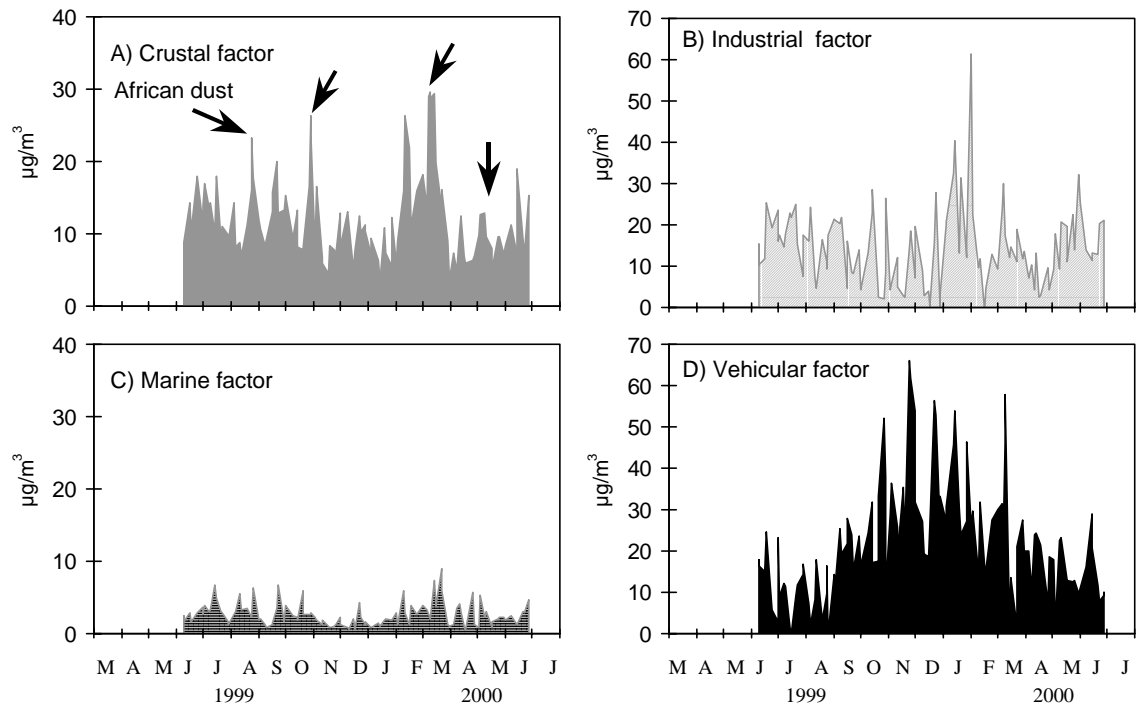 40
30
20
10
0
µg/m³
A) Crustal factor
African dust
70
60
50
40
30
20
10
0
µg/m³
B) Industrial factor
40
30
20
10
0
µg/m³
C) Marine factor
M A M J J A S O N D J F M A M J J
1999 2000
70
60
50
40
30
20
10
0
µg/m³
D) Vehicular factor
M A M J J A S O N D J F M A M J J
1999 2000